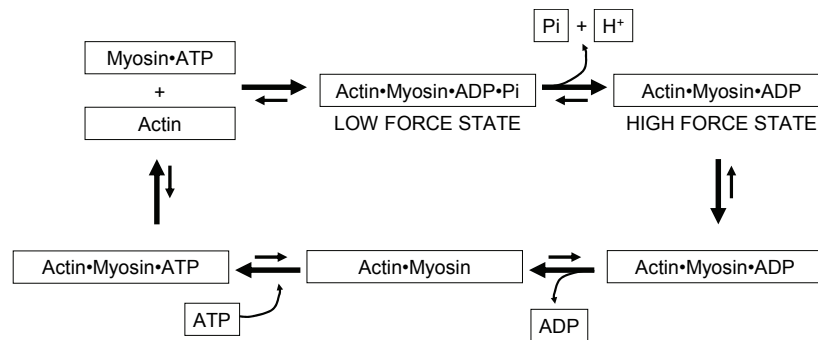 Pi + H⁺
Myosin•ATP
+
Actin
Actin•Myosin•ADP•Pi
LOW FORCE STATE
Actin•Myosin•ADP
HIGH FORCE STATE
Actin•Myosin•ATP
Actin•Myosin
Actin•Myosin•ADP
ATP
ADP